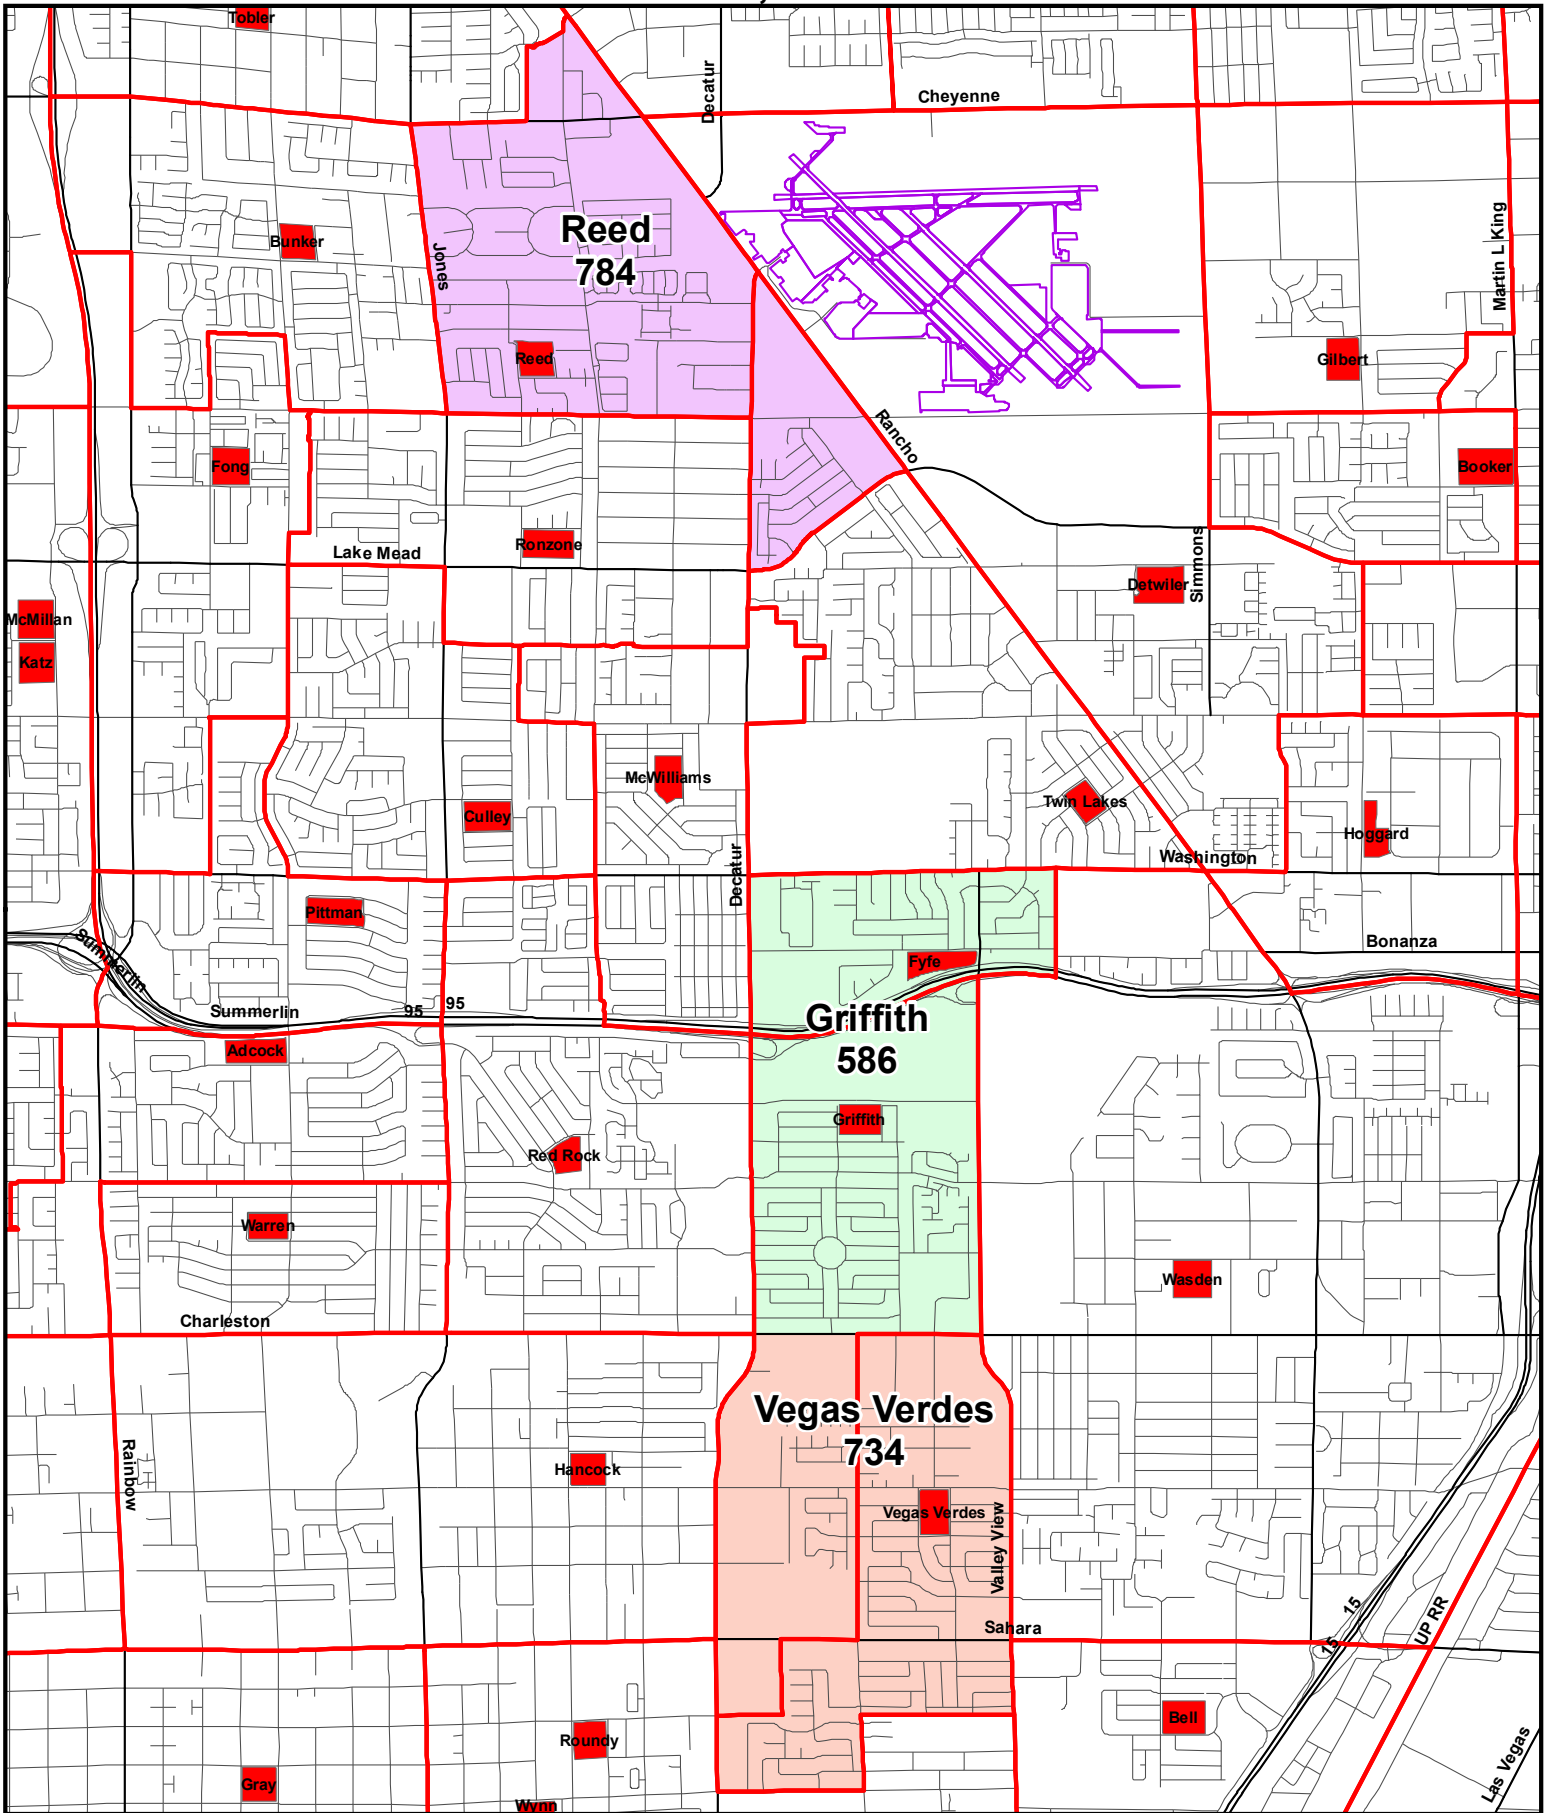 Tobler
Decatur
Cheyenne
Martin L King
Reed
784
Bunker
Jones
Reed
Gilbert
Rancho
Fong
Booker
Ronzone
Lake Mead
Simmons
Detwiler
McMillan
Katz
McWilliams
Twin Lakes
Culley
Hoggard
Washington
Decatur
Pittman
Bonanza
Summerlin
Fyfe
95
95
Summerlin
Griffith
586
Adcock
Griffith
Red Rock
Warren
Wasden
Charleston
Vegas Verdes
734
Rainbow
Hancock
Vegas Verdes
Valley View
Sahara
15
15
UP RR
Bell
Roundy
Las Vegas
Gray
Wynn